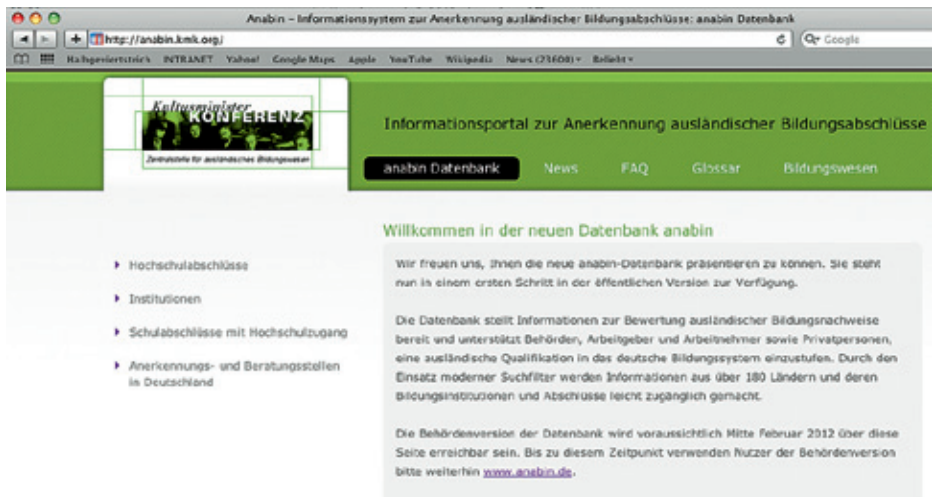 Anabin – Informationssystem zur Anerkennung ausländischer Bildungsabschlüsse: anabin Datenbank
http://anabin.kmk.org/
Google
Halbgeviertstrich INTRANET Yahoo! Google Maps Apple YouTube Wikipedia News (23600) Beliebt
Kultusminister
KONFERENZ
Zentralstelle für ausländisches Bildungswesen
Informationsportal zur Anerkennung ausländischer Bildungsabschlüsse
anabin Datenbank News FAQ Glossar Bildungswesen
Hochschulabschlüsse
Institutionen
Schulabschlüsse mit Hochschulzugang
Anerkennungs- und Beratungsstellen
in Deutschland
Willkommen in der neuen Datenbank anabin
Wir freuen uns, Ihnen die neue anabin-Datenbank präsentieren zu können. Sie steht
nun in einem ersten Schritt in der öffentlichen Version zur Verfügung.
Die Datenbank stellt Informationen zur Bewertung ausländischer Bildungsnachweise
bereit und unterstützt Behörden, Arbeitgeber und Arbeitnehmer sowie Privatpersonen,
eine ausländische Qualifikation in das deutsche Bildungssystem einzustufen. Durch den
Einsatz moderner Suchfilter werden Informationen aus über 180 Ländern und deren
Bildungsinstitutionen und Abschlüsse leicht zugänglich gemacht.
Die Behördenversion der Datenbank wird voraussichtlich Mitte Februar 2012 über diese
Seite erreichbar sein. Bis zu diesem Zeitpunkt verwenden Nutzer der Behördenversion
bitte weiterhin www.anabin.de.